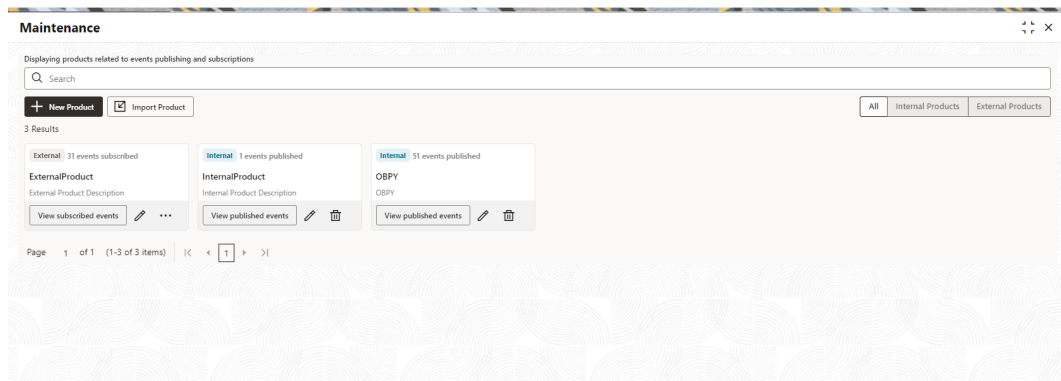 Maintenance
Displaying products related to events publishing and subscriptions
Search
New Product Import Product All Internal Products External Products
3 Results
External 31 events subscribed Internal 1 events published Internal 51 events published
ExternalProduct InternalProduct OBPY
External Product Description Internal Product Description OBPY
View subscribed events View published events View published events
Page 1 of 1 (1-3 of 3 items) 1